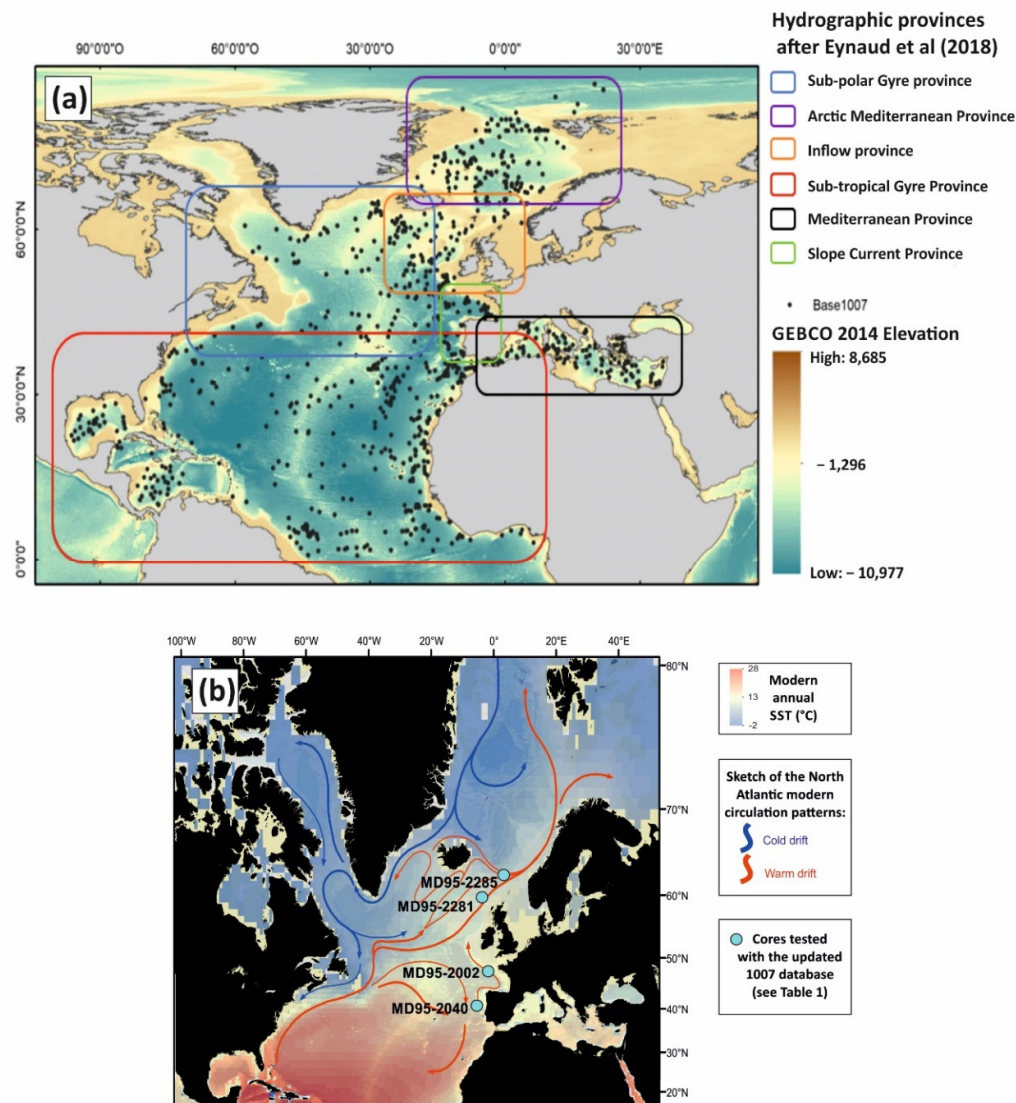 Hydrographic provinces
after Eynaud et al (2018)
90°0'0"O
60°0'0"O
30°0'0"O
0°0'0"
30°0'0"E
(a)
Sub-polar Gyre province
Arctic Mediterranean Province
Inflow province
Sub-tropical Gyre Province
Mediterranean Province
Slope Current Province
60°0'0"N
30°0'0"N
0°0'0"
Base1007
GEBCO 2014 Elevation
High: 8,685
– 1,296
Low: – 10,977
100°W
80°W
60°W
40°W
20°W
0°
20°E
40°E
(b)
80°N
70°N
60°N
50°N
40°N
30°N
20°N
MD95-2285
MD95-2281
MD95-2002
MD95-2040
28
13
-2
Modern
annual
SST (°C)
Sketch of the North
Atlantic modern
circulation patterns:
Cold drift
Warm drift
Cores tested
with the updated
1007 database
(see Table 1)